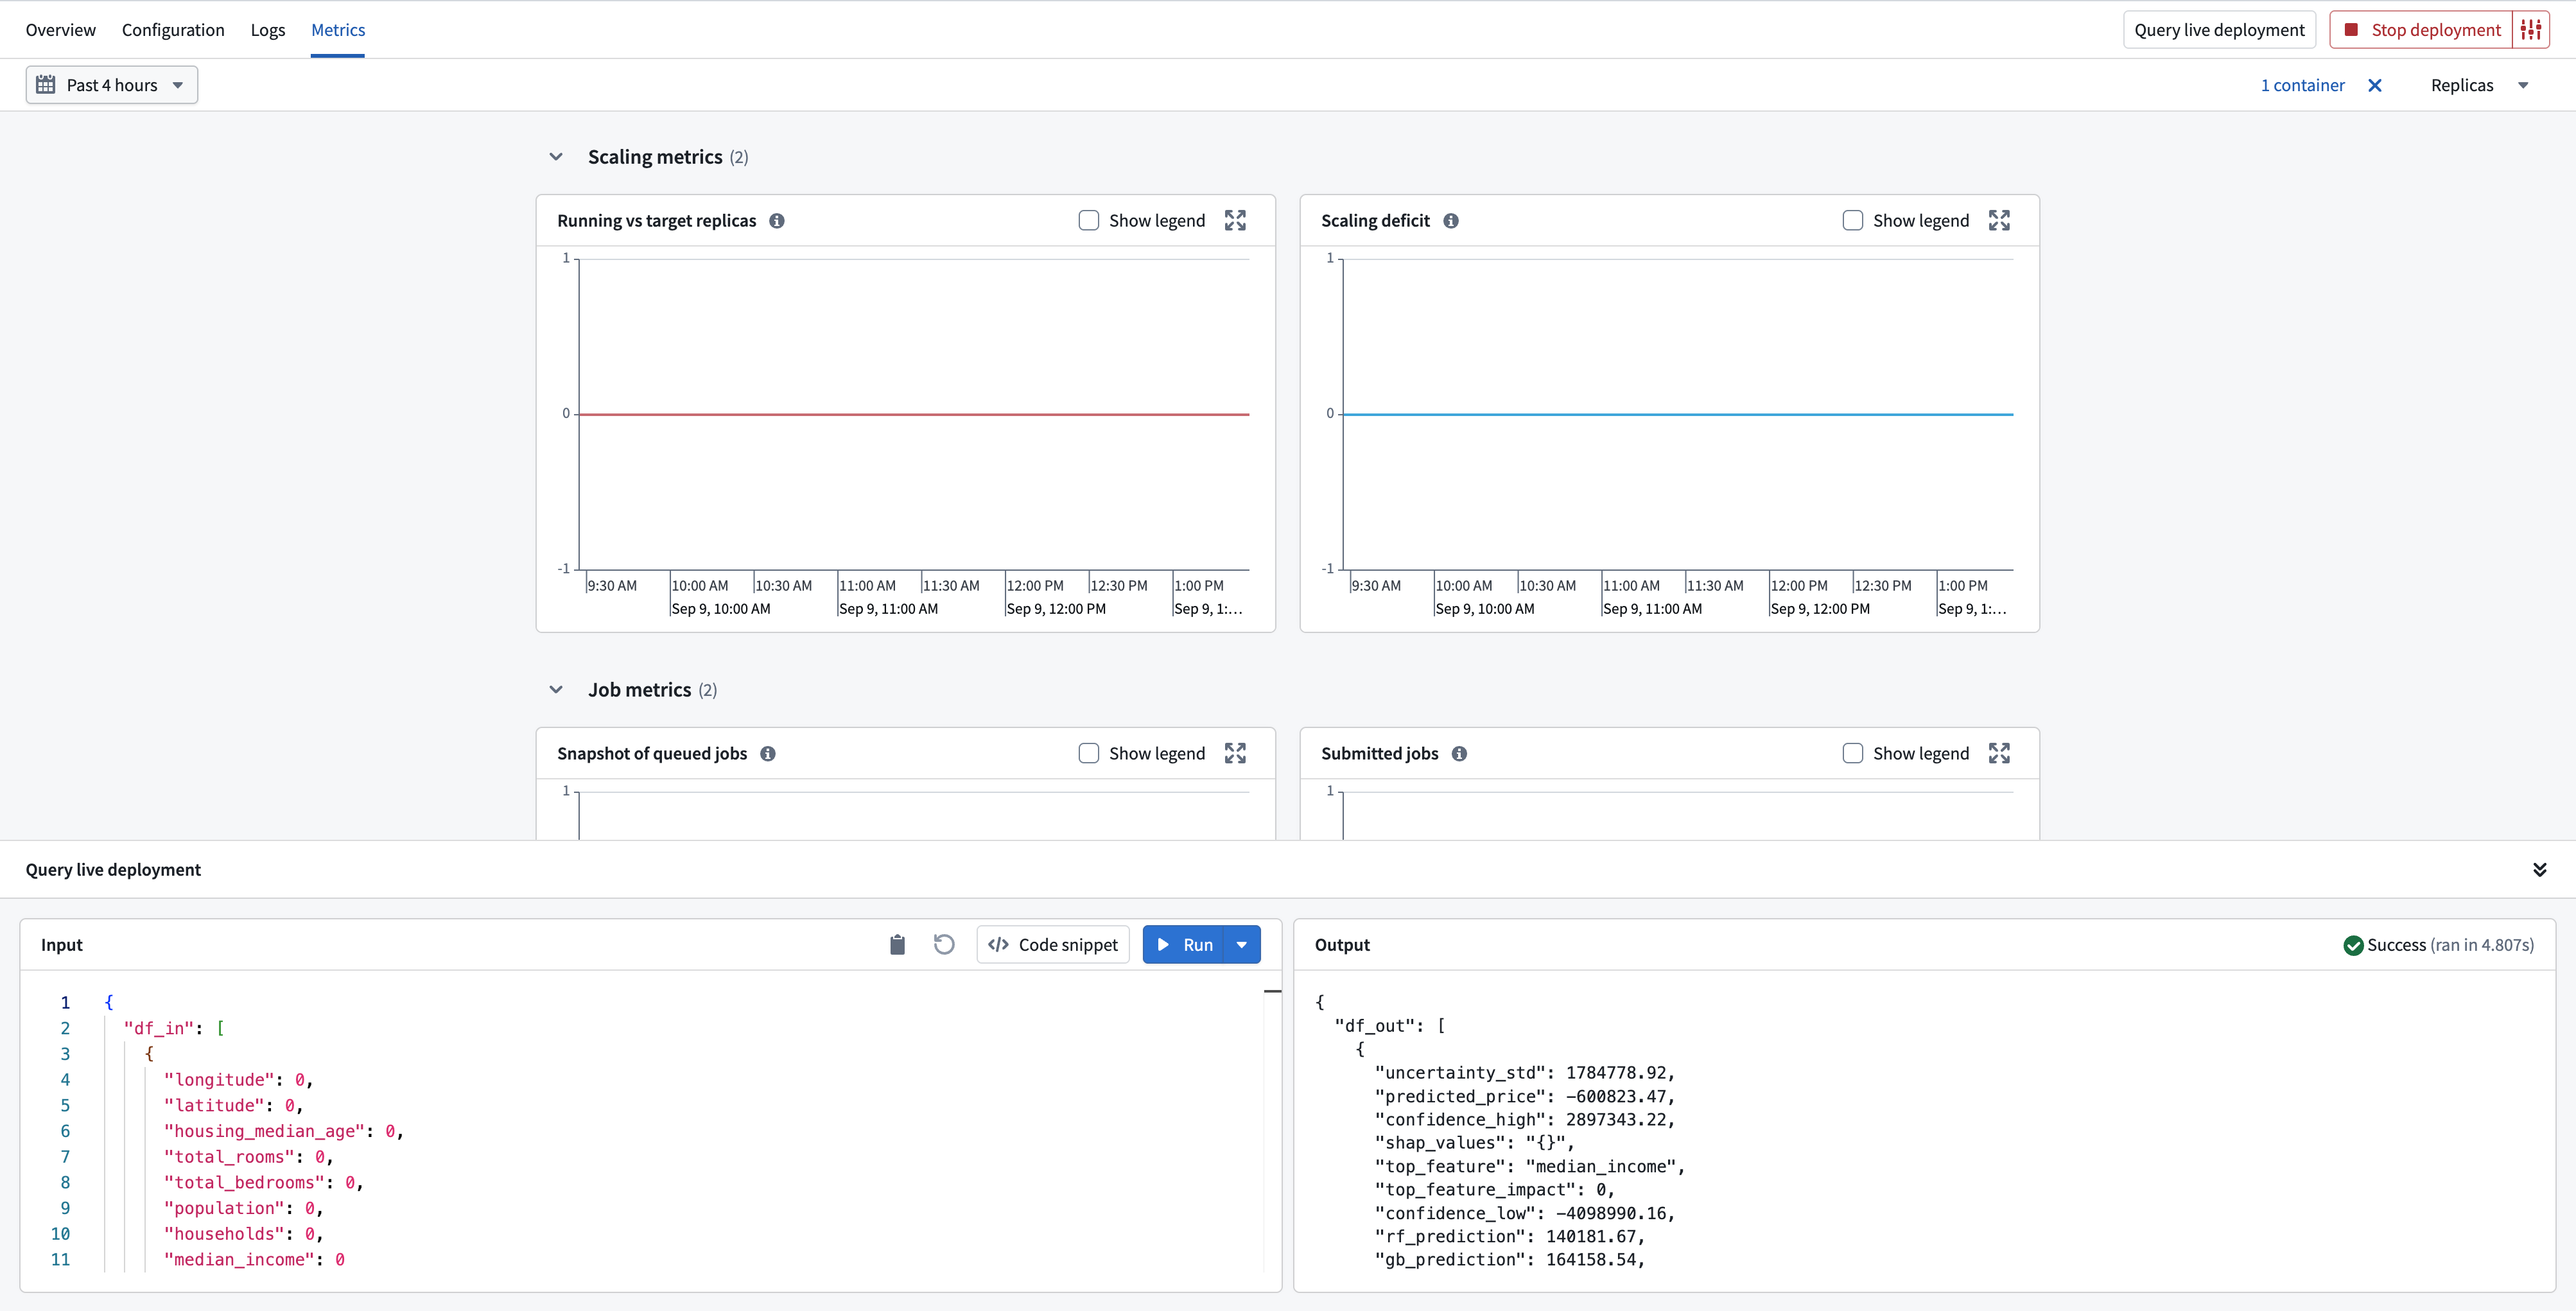 Overview Configuration Logs Metrics Query live deployment Stop deployment
Past 4 hours 1 container Replicas
Scaling metrics (2)
Running vs target replicas Show legend
1
0
-1
9:30 AM 10:00 AM 10:30 AM 11:00 AM 11:30 AM 12:00 PM 12:30 PM 1:00 PM
Sep 9, 10:00 AM Sep 9, 11:00 AM Sep 9, 12:00 PM Sep 9, 1:…
Scaling deficit Show legend
1
0
-1
9:30 AM 10:00 AM 10:30 AM 11:00 AM 11:30 AM 12:00 PM 12:30 PM 1:00 PM
Sep 9, 10:00 AM Sep 9, 11:00 AM Sep 9, 12:00 PM Sep 9, 1:…
Job metrics (2)
Snapshot of queued jobs Show legend
1
Submitted jobs Show legend
1
Query live deployment
Input </> Code snippet Run
1 {
2 "df_in": [
3 {
4 "longitude": 0,
5 "latitude": 0,
6 "housing_median_age": 0,
7 "total_rooms": 0,
8 "total_bedrooms": 0,
9 "population": 0,
10 "households": 0,
11 "median_income": 0
Output Success (ran in 4.807s)
{
"df_out": [
{
"uncertainty_std": 1784778.92,
"predicted_price": -600823.47,
"confidence_high": 2897343.22,
"shap_values": "{}",
"top_feature": "median_income",
"top_feature_impact": 0,
"confidence_low": -4098990.16,
"rf_prediction": 140181.67,
"gb_prediction": 164158.54,